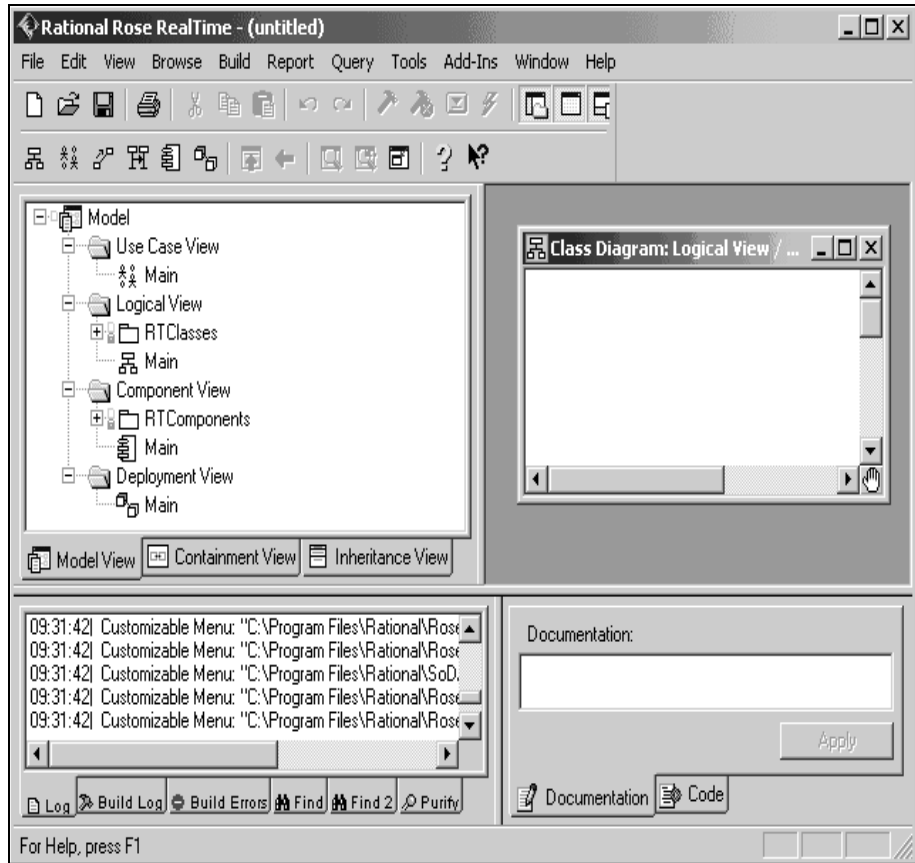 Rational Rose RealTime - (untitled)
File Edit View Browse Build Report Query Tools Add-Ins Window Help
Model
Use Case View
Main
Logical View
RTClasses
Main
Component View
RTComponents
Main
Deployment View
Main
Model View Containment View Inheritance View
Class Diagram: Logical View / ...
09:31:42| Customizable Menu: "C:\Program Files\Rational\Rose
09:31:42| Customizable Menu: "C:\Program Files\Rational\Rose
09:31:42| Customizable Menu: "C:\Program Files\Rational\SoD.
09:31:42| Customizable Menu: "C:\Program Files\Rational\Rose
09:31:42| Customizable Menu: "C:\Program Files\Rational\Rose
Log Build Log Build Errors Find Find 2 Purify
Documentation:
Apply
Documentation Code
For Help, press F1